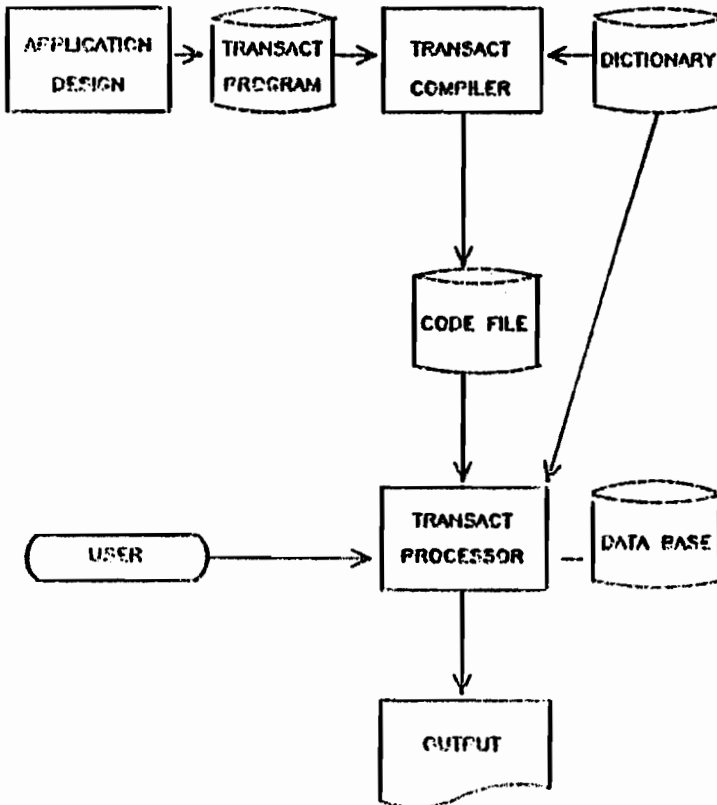 APPLICATION
DESIGN
TRANSACT
PROGRAM
TRANSACT
COMPILER
DICTIONARY
CODE FILE
TRANSACT
PROCESSOR
USER
DATA BASE
OUTPUT